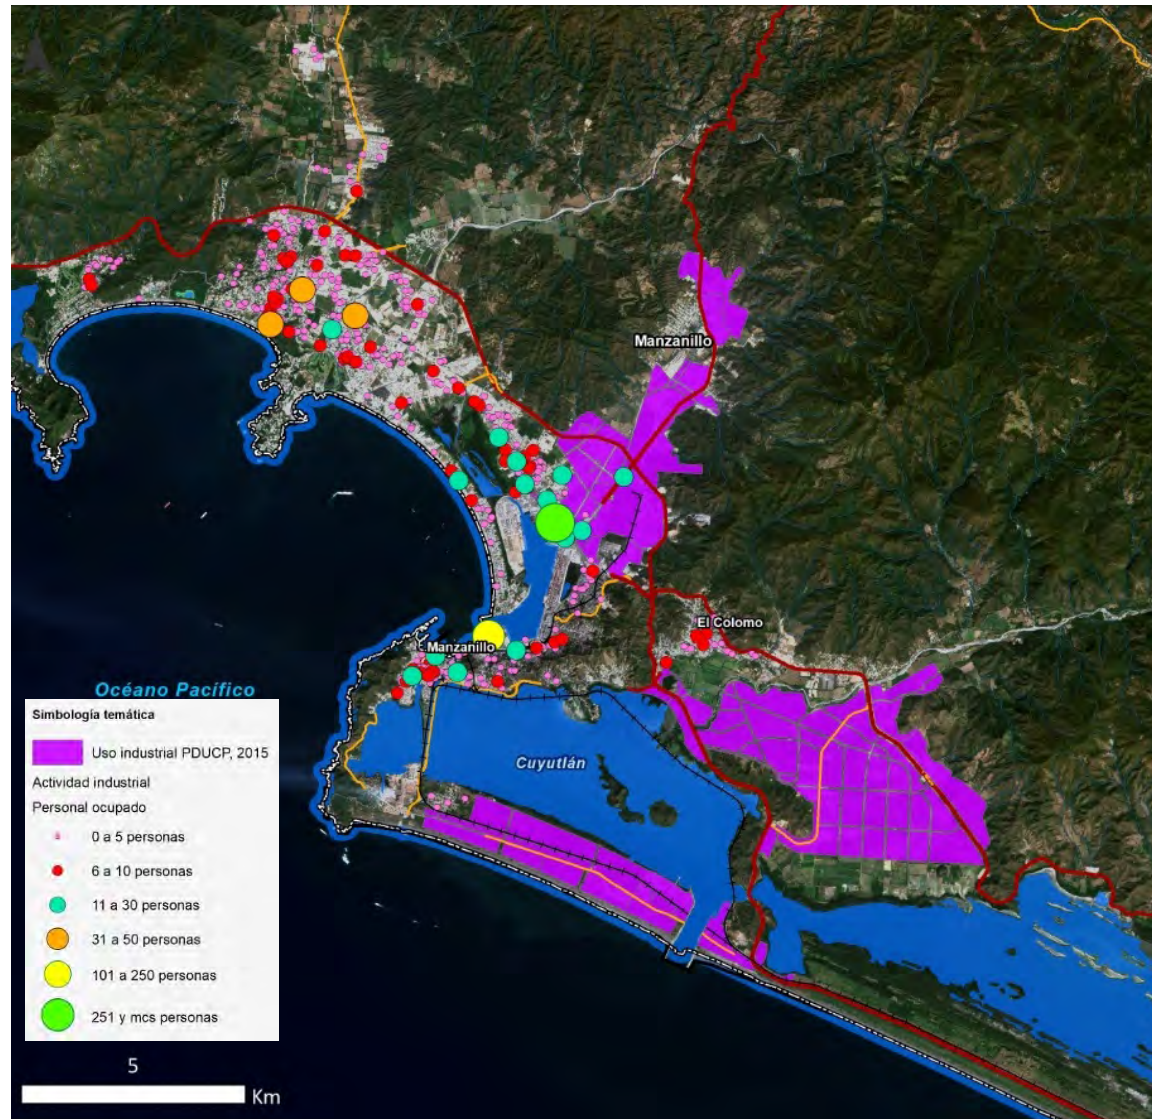 Manzanillo
El Colomo
Manzanillo
Océano Pacífico
Cuyutlán
Simbología temática
Uso industrial PDUCP, 2015
Actividad industrial
Personal ocupado
0 a 5 personas
6 a 10 personas
11 a 30 personas
31 a 50 personas
101 a 250 personas
251 y mcs personas
5
Km